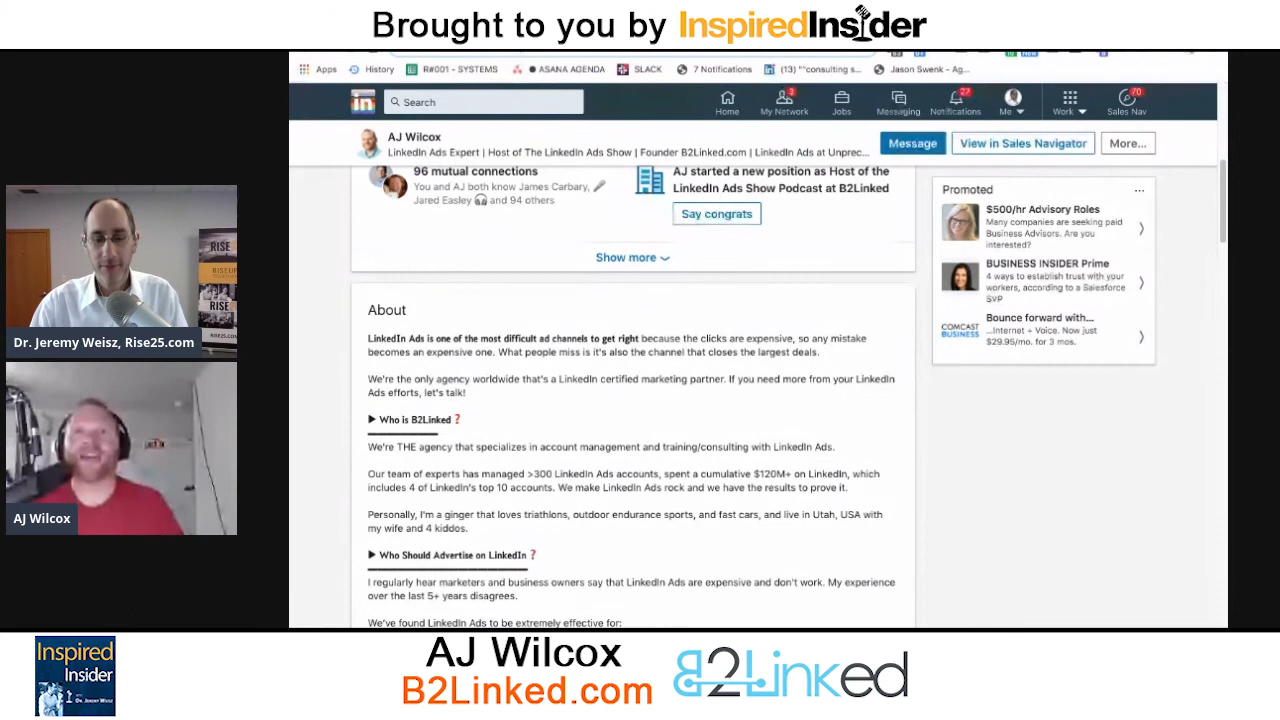 Brought to you by InspiredInsider
Apps History R#001 - SYSTEMS ASANA AGENDA SLACK 7 Notifications (13) ""consulting s... Jason Swenk - Ag...
in Search
3 27 70
Home My Network Jobs Messaging Notifications Me Work Sales Nav
AJ Wilcox
LinkedIn Ads Expert | Host of The LinkedIn Ads Show | Founder B2Linked.com | LinkedIn Ads at Unprec...
Message View in Sales Navigator More...
96 mutual connections
You and AJ both know James Carbary,
Jared Easley and 94 others
AJ started a new position as Host of the
LinkedIn Ads Show Podcast at B2Linked
Say congrats
Show more
About
LinkedIn Ads is one of the most difficult ad channels to get right because the clicks are expensive, so any mistake
becomes an expensive one. What people miss is it's also the channel that closes the largest deals.
We're the only agency worldwide that's a LinkedIn certified marketing partner. If you need more from your LinkedIn
Ads efforts, let's talk!
▶ Who is B2Linked❓
We're THE agency that specializes in account management and training/consulting with LinkedIn Ads.
Our team of experts has managed >300 LinkedIn Ads accounts, spent a cumulative $120M+ on LinkedIn, which
includes 4 of LinkedIn's top 10 accounts. We make LinkedIn Ads rock and we have the results to prove it.
Personally, I'm a ginger that loves triathlons, outdoor endurance sports, and fast cars, and live in Utah, USA with
my wife and 4 kiddos.
▶ Who Should Advertise on LinkedIn❓
I regularly hear marketers and business owners say that LinkedIn Ads are expensive and don't work. My experience
over the last 5+ years disagrees.
We've found LinkedIn Ads to be extremely effective for:
Promoted ...
$500/hr Advisory Roles
Many companies are seeking paid
Business Advisors. Are you
interested?
BUSINESS INSIDER Prime
4 ways to establish trust with your
workers, according to a Salesforce
SVP
COMCAST
BUSINESS
Bounce forward with...
...Internet + Voice. Now just
$29.95/mo. for 3 mos.
RISE
RISE
Dr. Jeremy Weisz, Rise25.com
AJ Wilcox
Inspired
Insider
DR. JEREMY WEISZ
AJ Wilcox
B2Linked.com
B2Linked